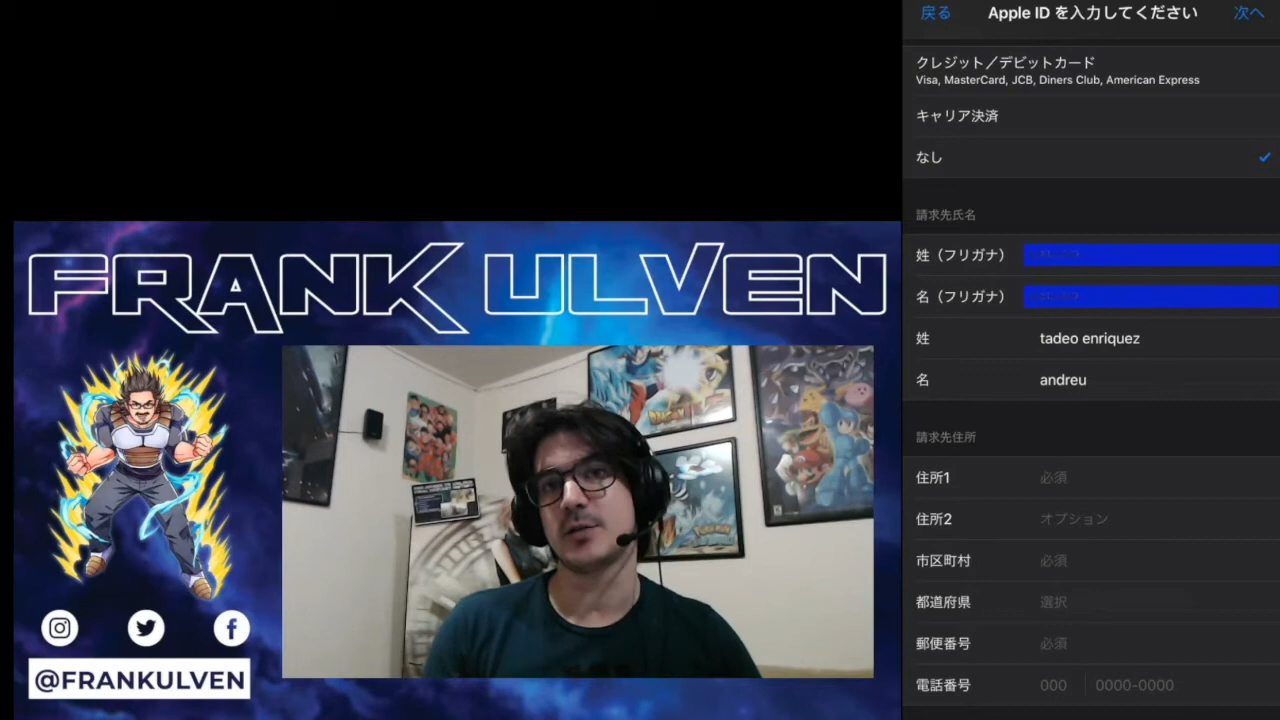 FRANK ULVEN
@FRANKULVEN
戻る
Apple ID を入力してください
次へ
クレジット／デビットカード
Visa, MasterCard, JCB, Diners Club, American Express
キャリア決済
なし
請求先氏名
姓（フリガナ）
名（フリガナ）
姓 tadeo enriquez
名 andreu
請求先住所
住所1 必須
住所2 オプション
市区町村 必須
都道府県 選択
郵便番号 必須
電話番号 000 0000-0000